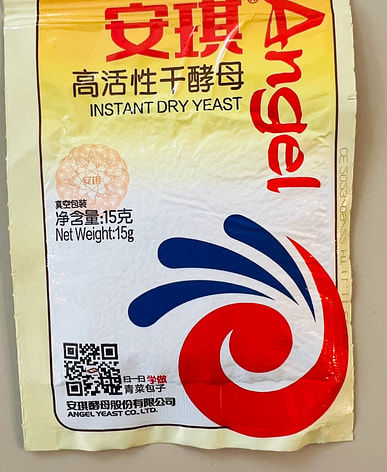 安琪®
Angel
高活性干酵母
INSTANT DRY YEAST
安琪
真空包装
净含量:15克
Net Weight:15g
扫一扫 学做
青菜包子
安琪酵母股份有限公司
ANGEL YEAST CO., LTD.